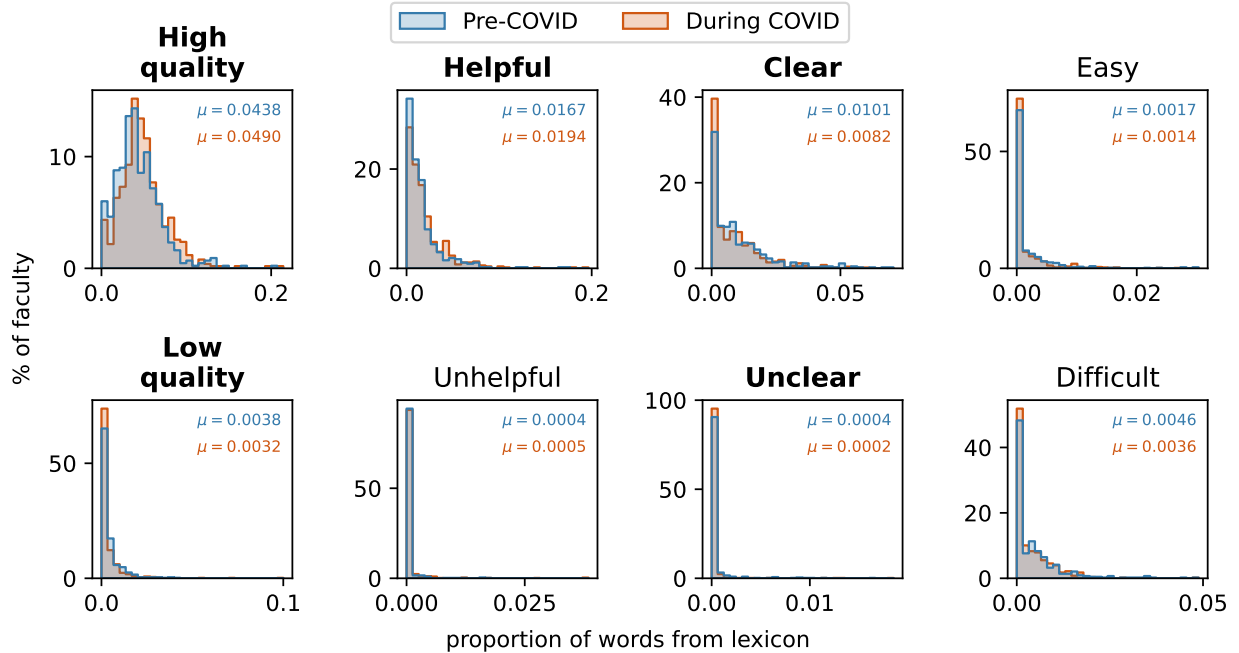 Pre-COVID During COVID
High quality
Helpful
Clear
Easy
μ = 0.0438
μ = 0.0490
10
0
0.0 0.2
μ = 0.0167
μ = 0.0194
20
0
0.0 0.2
μ = 0.0101
μ = 0.0082
40
20
0
0.00 0.05
μ = 0.0017
μ = 0.0014
50
0
0.00 0.02
% of faculty
Low quality
Unhelpful
Unclear
Difficult
μ = 0.0038
μ = 0.0032
50
0
0.0 0.1
μ = 0.0004
μ = 0.0005
50
0
0.000 0.025
μ = 0.0004
μ = 0.0002
100
50
0
0.00 0.01
μ = 0.0046
μ = 0.0036
40
20
0
0.00 0.05
proportion of words from lexicon